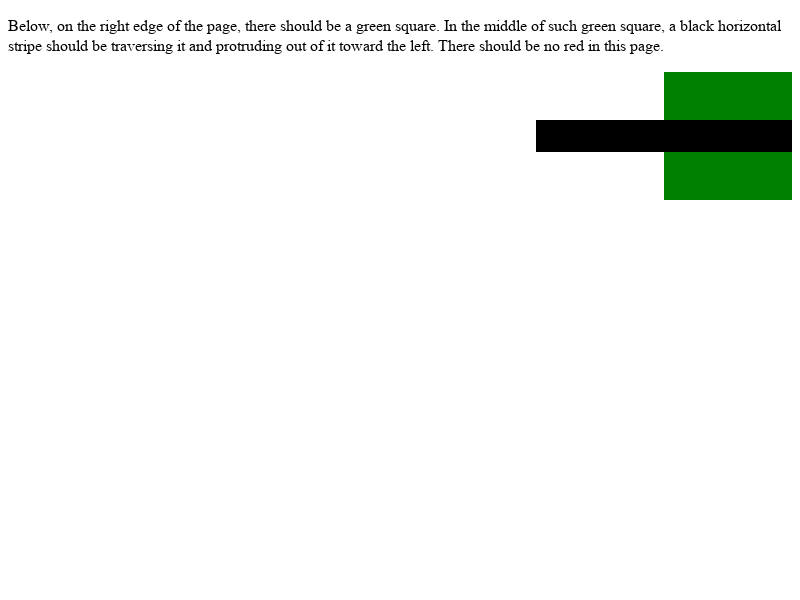 Below, on the right edge of the page, there should be a green square. In the middle of such green square, a black horizontal
stripe should be traversing it and protruding out of it toward the left. There should be no red in this page.